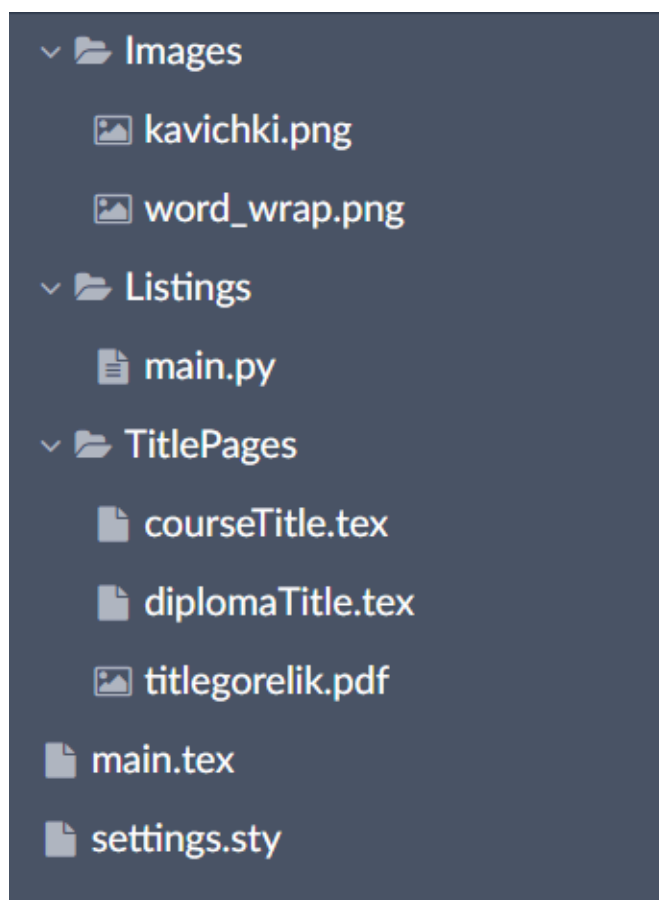 Images
kavichki.png
word_wrap.png
Listings
main.py
TitlePages
courseTitle.tex
diplomaTitle.tex
titlegorelik.pdf
main.tex
settings.sty